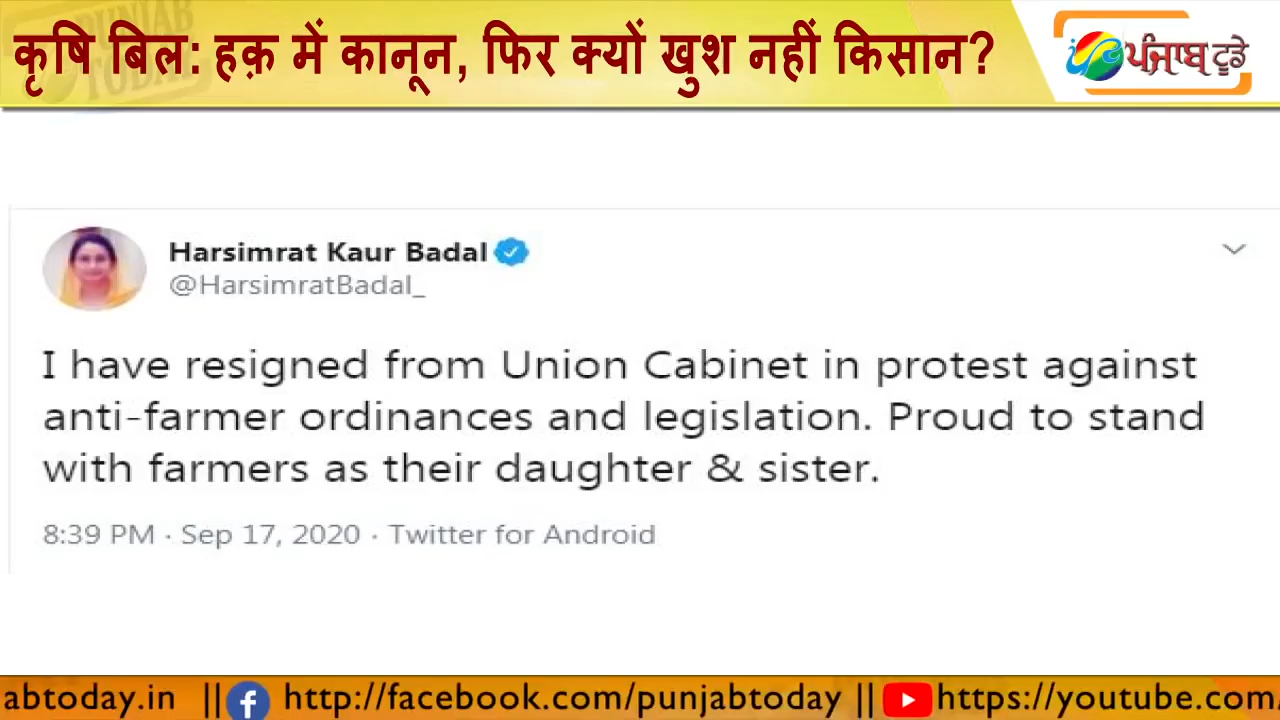 कृषि बिल: हक़ में कानून, फिर क्यों खुश नहीं किसान?
ਪੰਜਾਬ ਟੂਡੇ
Harsimrat Kaur Badal
@HarsimratBadal_
I have resigned from Union Cabinet in protest against
anti-farmer ordinances and legislation. Proud to stand
with farmers as their daughter & sister.
8:39 PM · Sep 17, 2020 · Twitter for Android
abtoday.in || http://facebook.com/punjabtoday || https://youtube.com/